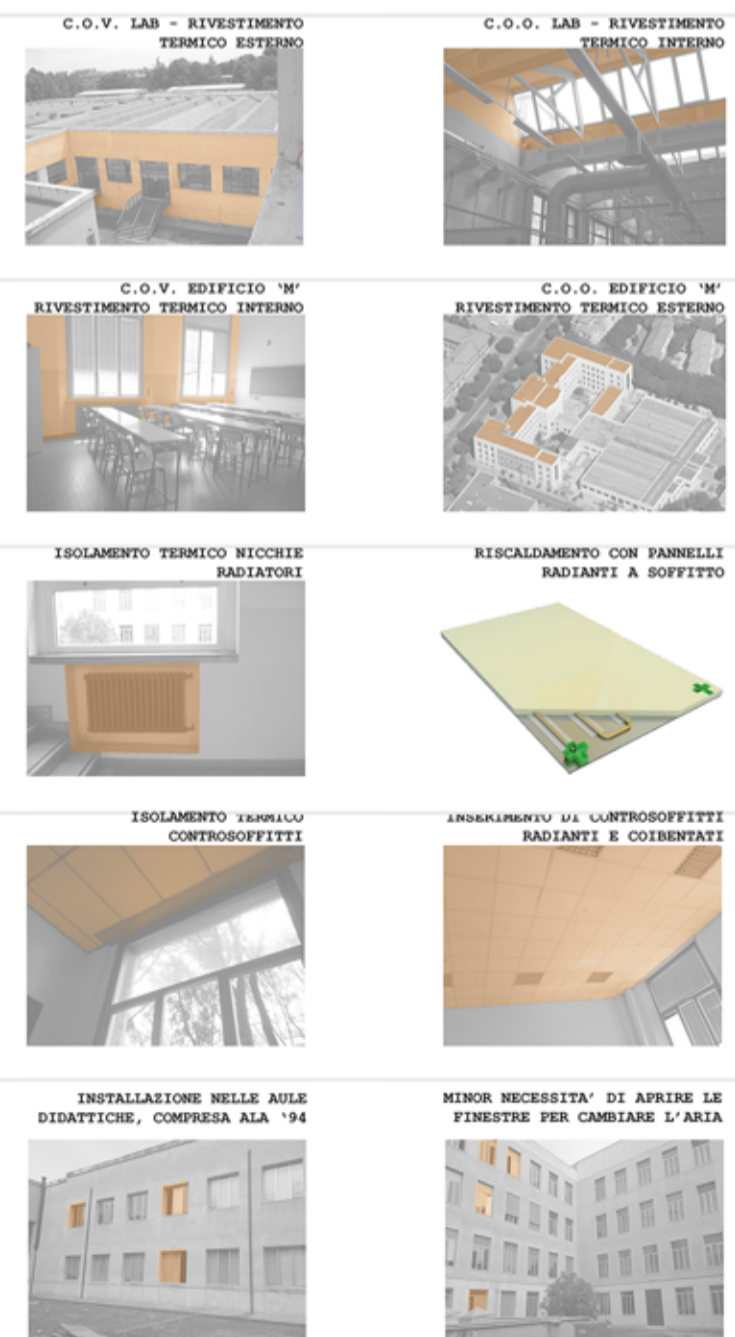 C.O.V. LAB - RIVESTIMENTO
TERMICO ESTERNO
C.O.O. LAB - RIVESTIMENTO
TERMICO INTERNO
C.O.V. EDIFICIO 'M'
RIVESTIMENTO TERMICO INTERNO
C.O.O. EDIFICIO 'M'
RIVESTIMENTO TERMICO ESTERNO
ISOLAMENTO TERMICO NICCHIE
RADIATORI
RISCALDAMENTO CON PANNELLI
RADIANTI A SOFFITTO
ISOLAMENTO TERMICO
CONTROSOFFITTI
INSERIMENTO DI CONTROSOFFITTI
RADIANTI E COIBENTATI
INSTALLAZIONE NELLE AULE
DIDATTICHE, COMPRESA ALA '94
MINOR NECESSITA' DI APRIRE LE
FINESTRE PER CAMBIARE L'ARIA